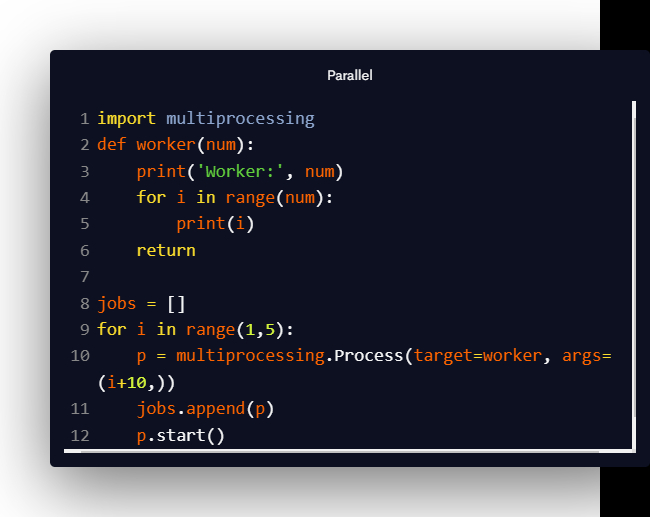 Parallel
1 import multiprocessing
2 def worker(num):
3     print('Worker:', num)
4     for i in range(num):
5         print(i)
6     return
7
8 jobs = []
9 for i in range(1,5):
10     p = multiprocessing.Process(target=worker, args=
(i+10,))
11     jobs.append(p)
12     p.start()